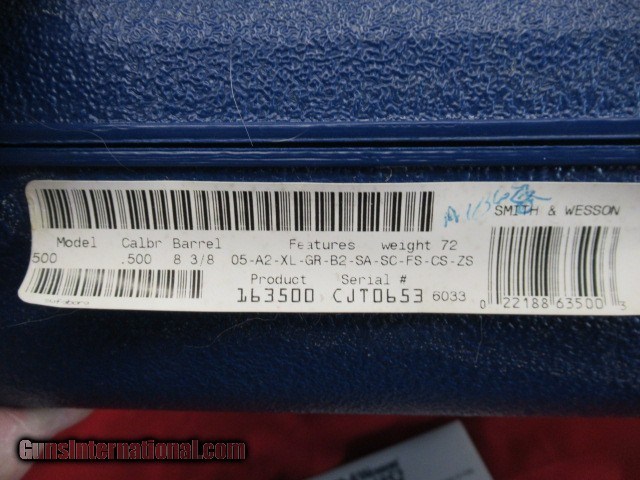 SMITH & WESSON
Model Calbr Barrel Features weight 72
500 .500 8 3/8 05-A2-XL-GR-B2-SA-SC-FS-CS-ZS
Product Serial #
163500 CJT0653 6033
0 22188 63500 3
GunsInternational.com